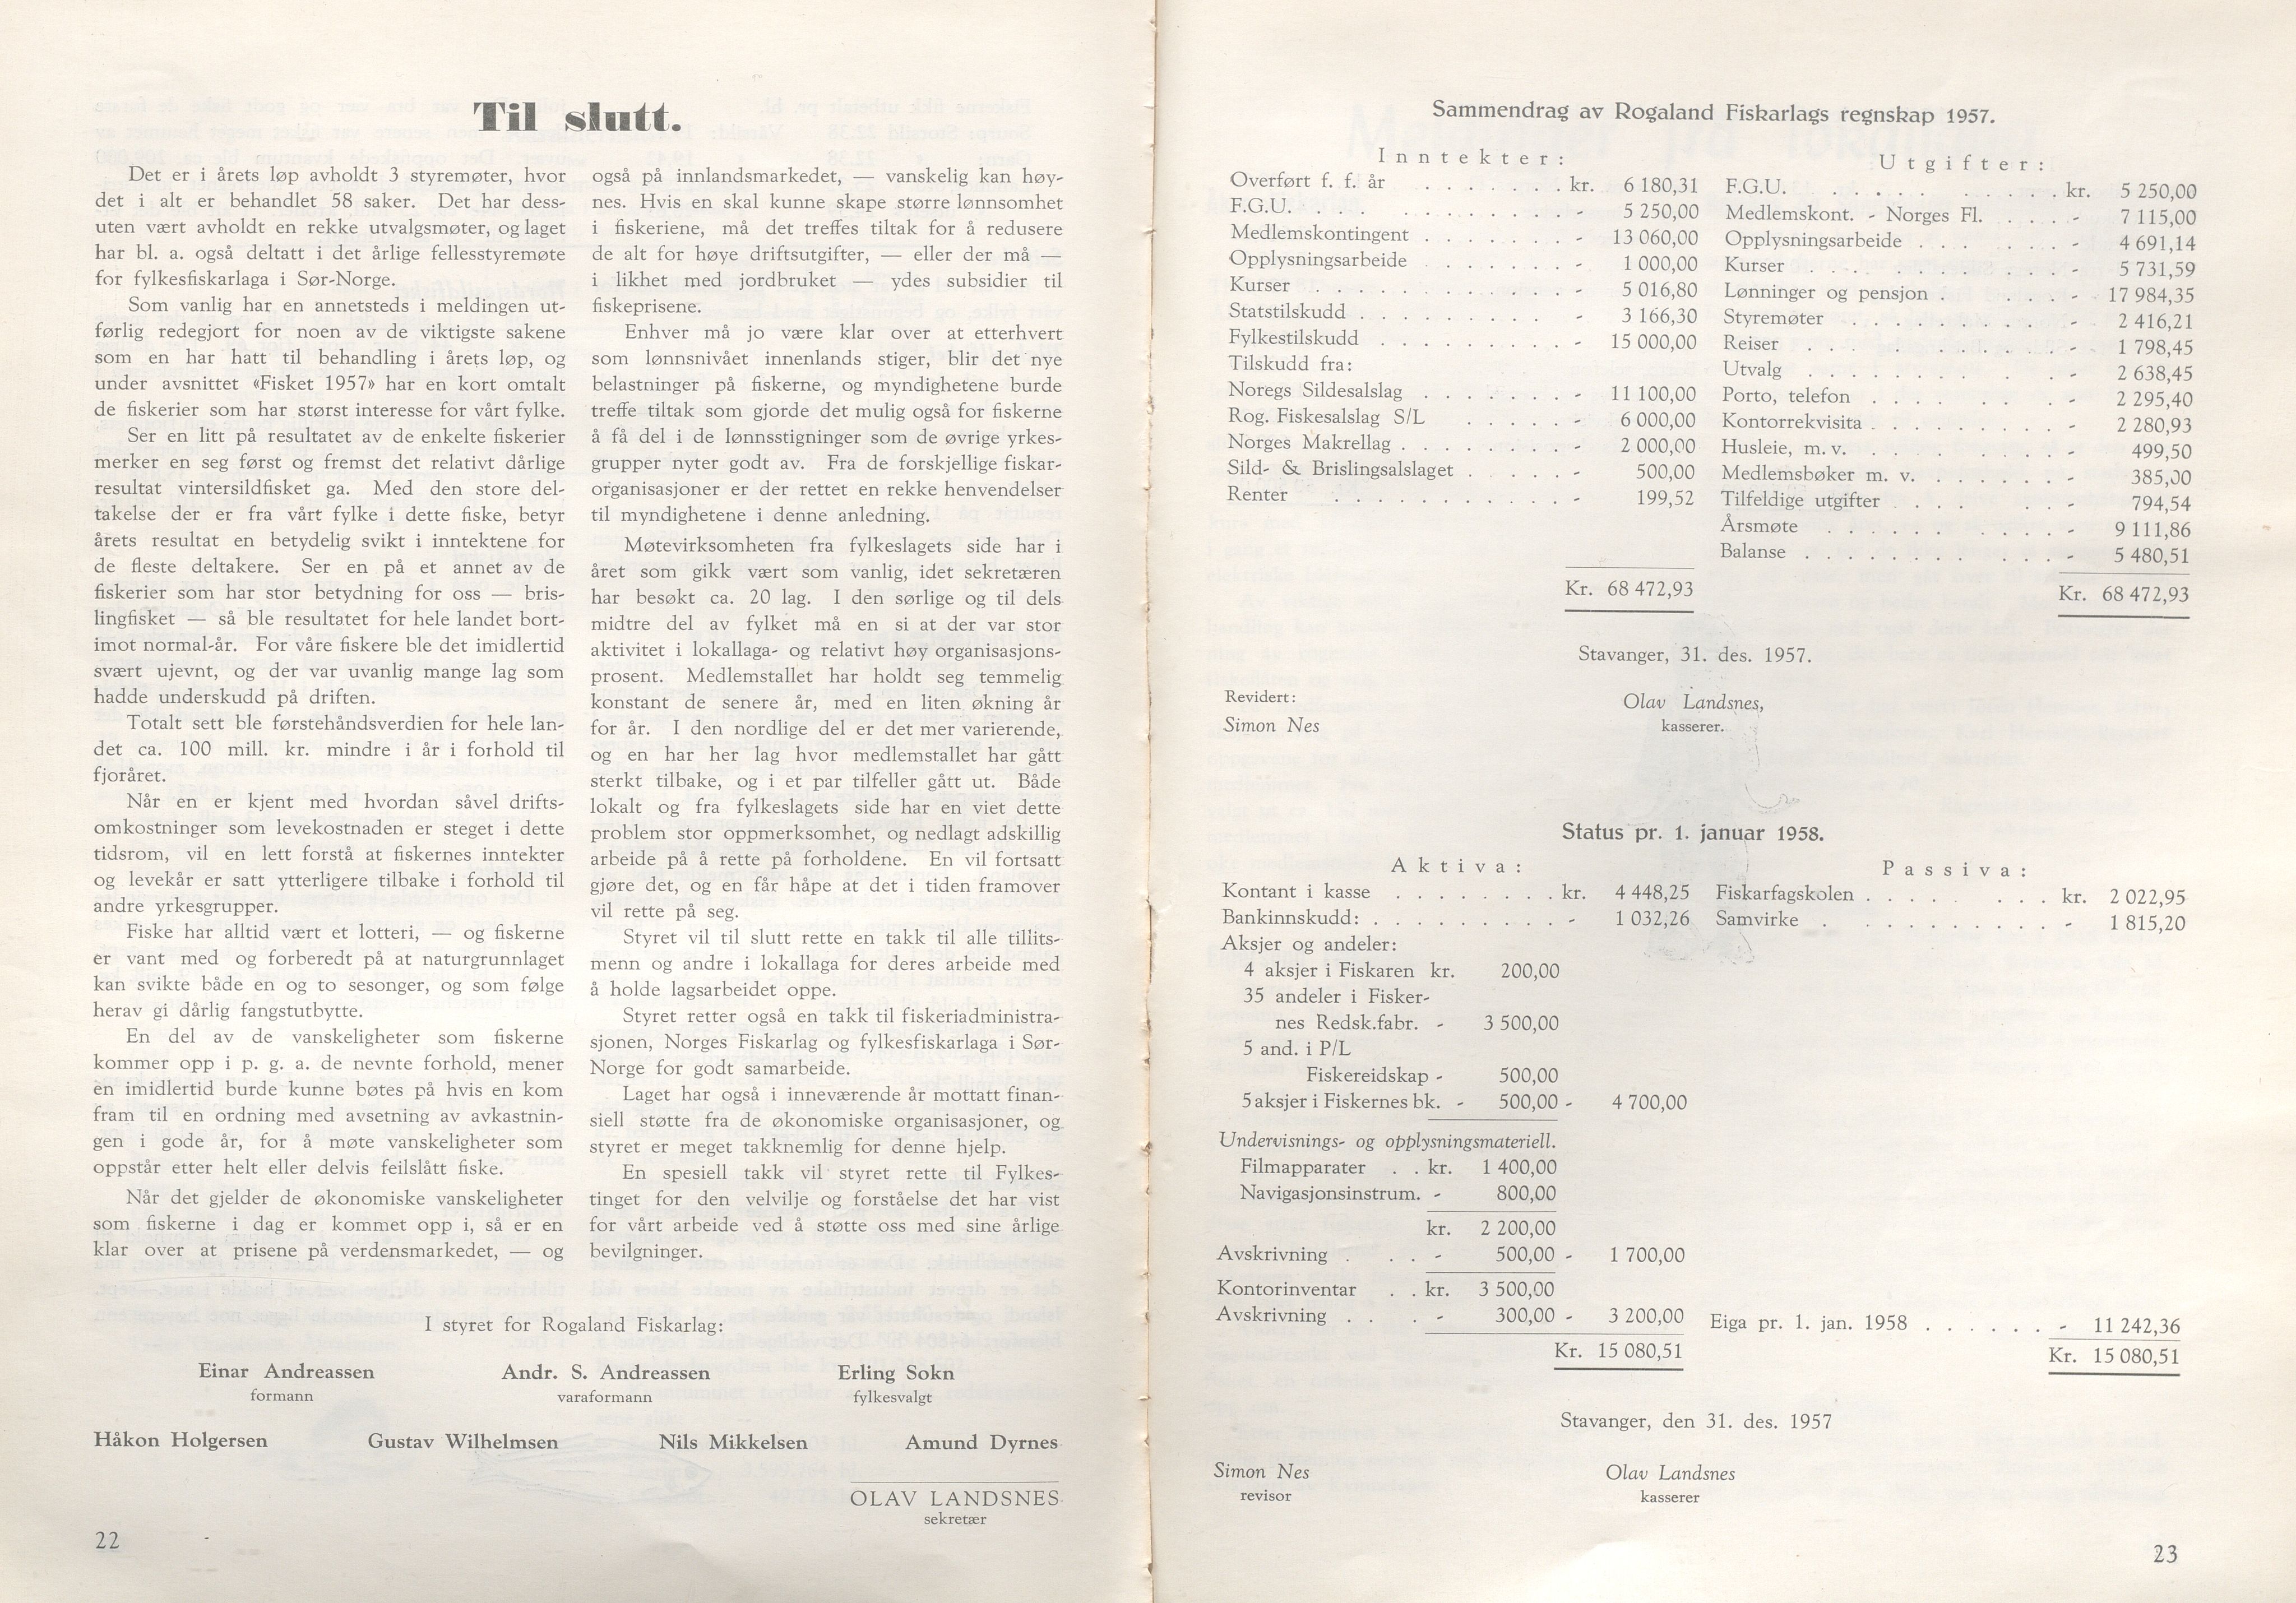 Til slutt.
Det er i årets løp avholdt 3 styremøter, hvor
det i alt er behandlet 58 saker. Det har dess-
uten vært avholdt en rekke utvalgsmøter, og laget
har bl. a. også deltatt i det årlige fellesstyremøte
for fylkesfiskarlaga i Sør-Norge.
Som vanlig har en annetsteds i meldingen ut-
førlig redegjort for noen av de viktigste sakene
som en har hatt til behandling i årets løp, og
under avsnittet «Fisket 1957» har en kort omtalt
de fiskerier som har størst interesse for vårt fylke.
Ser en litt på resultatet av de enkelte fiskerier
merker en seg først og fremst det relativt dårlige
resultat vintersildfisket ga. Med den store del-
takelse der er fra vårt fylke i dette fiske, betyr
årets resultat en betydelig svikt i inntektene for
de fleste deltakere. Ser en på et annet av de
fiskerier som har stor betydning for oss — bris-
lingfisket — så ble resultatet for hele landet bort-
imot normal-år. For våre fiskere ble det imidlertid
svært ujevnt, og der var uvanlig mange lag som
hadde underskudd på driften.
Totalt sett ble førstehåndsverdien for hele lan-
det ca. 100 mill. kr. mindre i år i forhold til
fjoråret.
Når en er kjent med hvordan såvel drifts-
omkostninger som levekostnaden er steget i dette
tidsrom, vil en lett forstå at fiskernes inntekter
og levekår er satt ytterligere tilbake i forhold til
andre yrkesgrupper.
Fiske har alltid vært et lotteri, — og fiskerne
er vant med og forberedt på at naturgrunnlaget
kan svikte både en og to sesonger, og som følge
herav gi dårlig fangstutbytte.
En del av de vanskeligheter som fiskerne
kommer opp i p. g. a. de nevnte forhold, mener
en imidlertid burde kunne bøtes på hvis en kom
fram til en ordning med avsetning av avkastnin-
gen i gode år, for å møte vanskeligheter som
oppstår etter helt eller delvis feilslått fiske.
Når det gjelder de økonomiske vanskeligheter
som fiskerne i dag er kommet opp i, så er en
klar over at prisene på verdensmarkedet, — og
også på innlandsmarkedet, — vanskelig kan høy-
nes. Hvis en skal kunne skape større lønnsomhet
i fiskeriene, må det treffes tiltak for å redusere
de alt for høye driftsutgifter, — eller der må —
i likhet med jordbruket — ydes subsidier til
fiskeprisene.
Enhver må jo være klar over at etterhvert
som lønnsnivået innenlands stiger, blir det nye
belastninger på fiskerne, og myndighetene burde
treffe tiltak som gjorde det mulig også for fiskerne
å få del i de lønnsstigninger som de øvrige yrkes-
grupper nyter godt av. Fra de forskjellige fiskar-
organisasjoner er der rettet en rekke henvendelser
til myndighetene i denne anledning.
Møtevirksomheten fra fylkeslagets side har i
året som gikk vært som vanlig, idet sekretæren
har besøkt ca. 20 lag. I den sørlige og til dels
midtre del av fylket må en si at der var stor
aktivitet i lokallaga- og relativt høy organisasjons-
prosent. Medlemstallet har holdt seg temmelig
konstant de senere år, med en liten økning år
for år. I den nordlige del er det mer varierende,
og en har her lag hvor medlemstallet har gått
sterkt tilbake, og i et par tilfeller gått ut. Både
lokalt og fra fylkeslagets side har en viet dette
problem stor oppmerksomhet, og nedlagt adskillig
arbeide på å rette på forholdene. En vil fortsatt
gjøre det, og en får håpe at det i tiden framover
vil rette på seg.
Styret vil til slutt rette en takk til alle tillits-
menn og andre i lokallaga for deres arbeide med
å holde lagsarbeidet oppe.
Styret retter også en takk til fiskeriadministra-
sjonen, Norges Fiskarlag og fylkesfiskarlaga i Sør-
Norge for godt samarbeide.
Laget har også i inneværende år mottatt finan-
siell støtte fra de økonomiske organisasjoner, og
styret er meget takknemlig for denne hjelp.
En spesiell takk vil styret rette til Fylkes-
tinget for den velvilje og forståelse det har vist
for vårt arbeide ved å støtte oss med sine årlige
bevilgninger.
I styret for Rogaland Fiskarlag:
Einar Andreassen Andr. S. Andreassen Erling Sokn
formann varaformann fylkesvalgt
Håkon Holgersen Gustav Wilhelmsen Nils Mikkelsen Amund Dyrnes
OLAV LANDSNES
sekretær
22
Sammendrag av Rogaland Fiskarlags regnskap 1957.
Inntekter:
Overført f. f. år . . . . . . . kr. 6 180,31
F.G.U. . . . . . . . . . . . - 5 250,00
Medlemskontingent . . . . . . . . - 13 060,00
Opplysningsarbeide . . . . . . . - 1 000,00
Kurser . . . . . . . . . . . . - 5 016,80
Statstilskudd . . . . . . . . . - 3 166,30
Fylkestilskudd . . . . . . . . . - 15 000,00
Tilskudd fra:
Noregs Sildesalslag . . . . . . . - 11 100,00
Rog. Fiskesalslag S/L . . . . . - 6 000,00
Norges Makrellag . . . . . . . . - 2 000,00
Sild- & Brislingsalslaget . . . . . - 500,00
Renter . . . . . . . . . . . - 199,52
Kr. 68 472,93
Utgifter:
F.G.U. . . . . . . . . . kr. 5 250,00
Medlemskont. - Norges Fl. . . . . - 7 115,00
Opplysningsarbeide . . . . . . . - 4 691,14
Kurser . . . . . . . . . . - 5 731,59
Lønninger og pensjon . . . . . - 17 984,35
Styremøter . . . . . . . . . - 2 416,21
Reiser . . . . . . . . . . - 1 798,45
Utvalg . . . . . . . . . . - 2 638,45
Porto, telefon . . . . . . . - 2 295,40
Kontorrekvisita . . . . . . . . . - 2 280,93
Husleie, m. v. . . . . . . . . - 499,50
Medlemsbøker m. v. . . . . . . . - 385,00
Tilfeldige utgifter . . . . . . . - 794,54
Årsmøte . . . . . . . . . . - 9 111,86
Balanse . . . . . . . . . . . - 5 480,51
Kr. 68 472,93
Stavanger, 31. des. 1957.
Revidert:
Simon Nes
Olav Landsnes,
kasserer.
Status pr. 1. januar 1958.
Aktiva:
Kontant i kasse . . . . . . . . kr. 4 448,25
Bankinnskudd: . . . . . . . . . . - 1 032,26
Aksjer og andeler:
4 aksjer i Fiskaren kr. 200,00
35 andeler i Fisker-
nes Redsk.fabr. - 3 500,00
5 and. i P/L
Fiskereidskap - 500,00
5 aksjer i Fiskernes bk. - 500,00 - 4 700,00
Undervisnings- og opplysningsmateriell.
Filmapparater . . kr. 1 400,00
Navigasjonsinstrum. - 800,00
kr. 2 200,00
Avskrivning . . . - 500,00 - 1 700,00
Kontorinventar . . kr. 3 500,00
Avskrivning . . . - 300,00 - 3 200,00
Kr. 15 080,51
Passiva:
Fiskarfagskolen . . . . . . . kr. 2 022,95
Samvirke . . . . . . . . . . - 1 815,20
Eiga pr. 1. jan. 1958 . . . . . . - 11 242,36
Kr. 15 080,51
Stavanger, den 31. des. 1957
Simon Nes
revisor
Olav Landsnes
kasserer
23